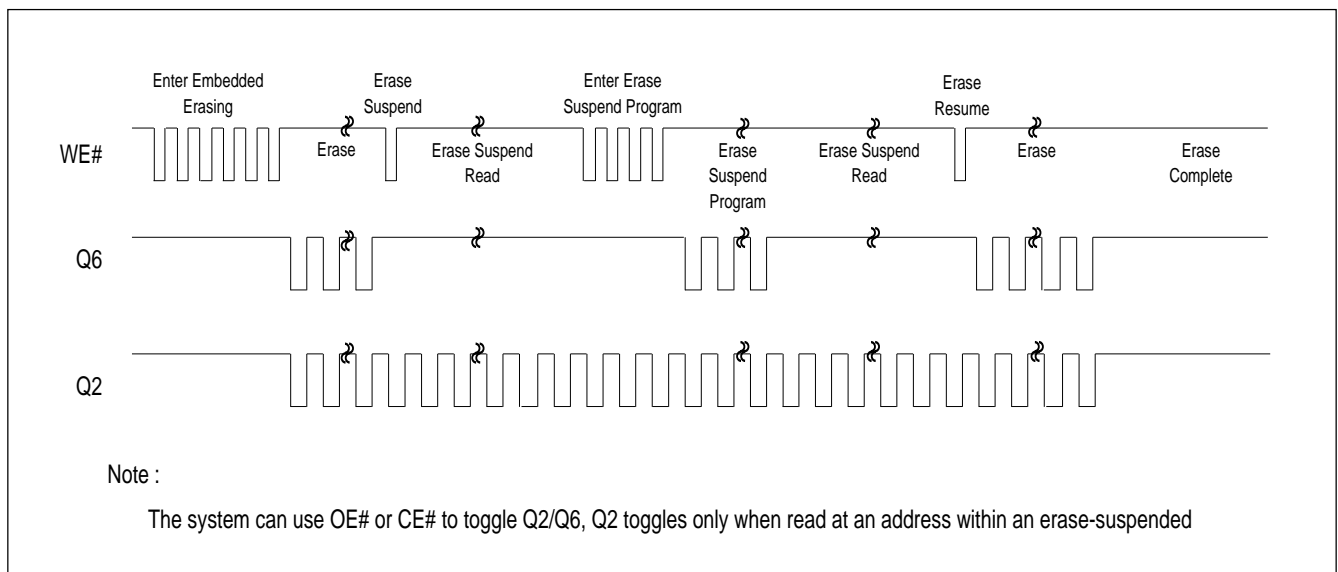 Enter Embedded
Erasing
Erase
Suspend
Enter Erase
Suspend Program
Erase
Resume
WE#
Erase
Erase Suspend
Read
Erase
Suspend
Program
Erase Suspend
Read
Erase
Erase
Complete
Q6
Q2
Note :
The system can use OE# or CE# to toggle Q2/Q6, Q2 toggles only when read at an address within an erase-suspended